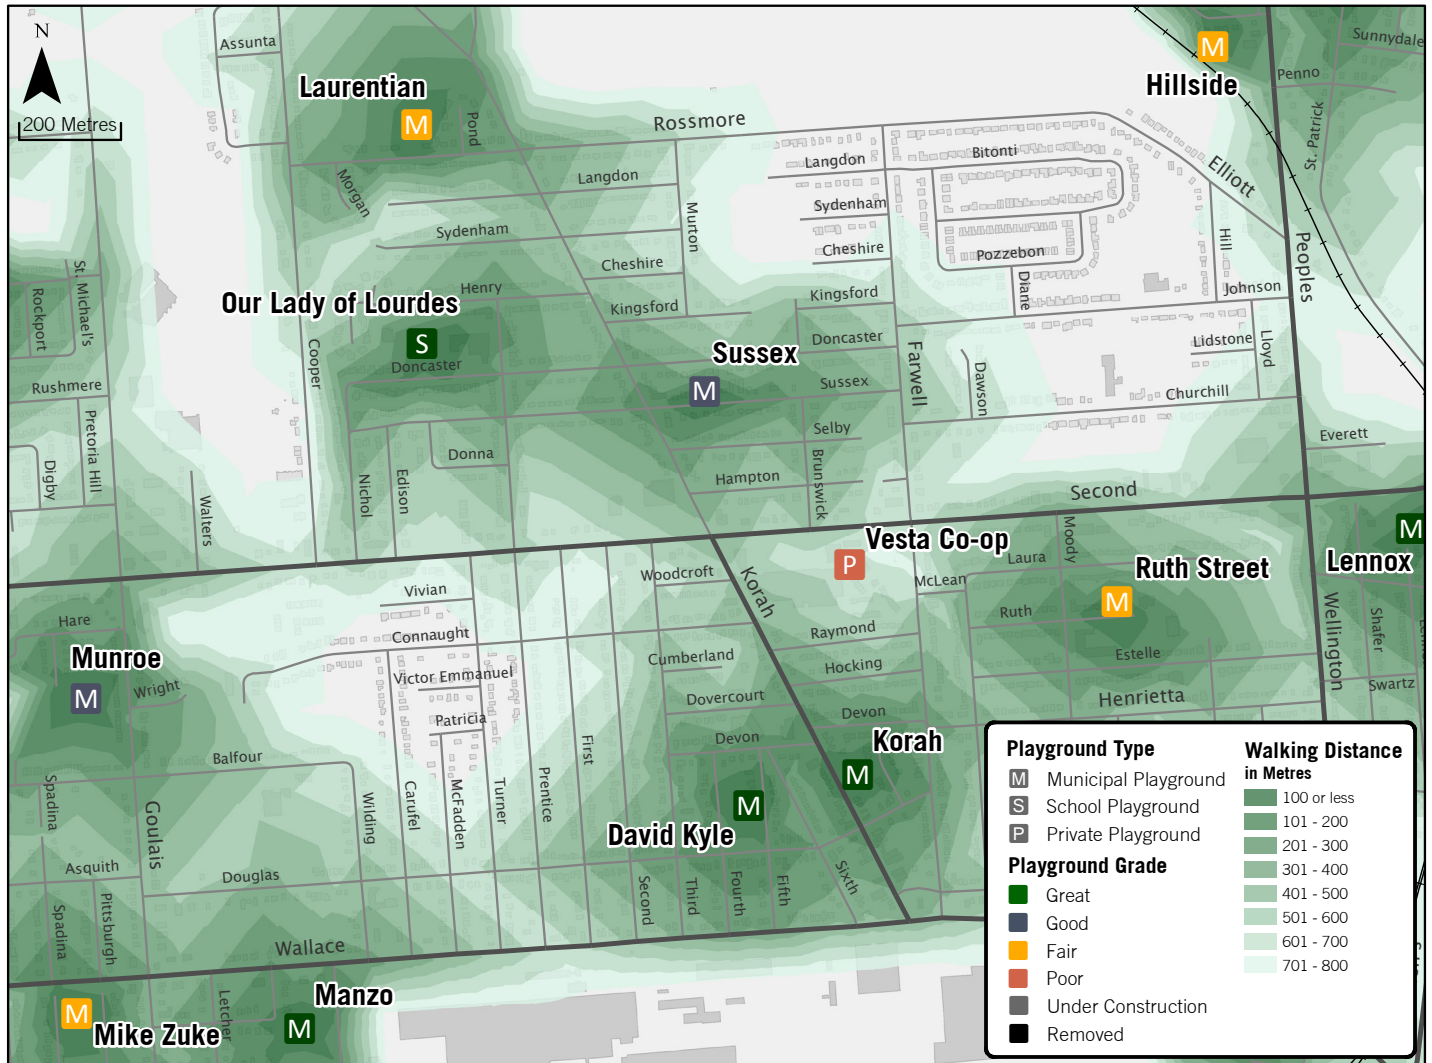 N
200 Metres
Assunta
Laurentian
M
Pond
Morgan
Rossmore
Langdon
Sydenham
Murton
Cheshire
Kingsford
Langdon
Bitonti
Sydenham
Cheshire
Pozzebon
Diane
Kingsford
Hillside
M
Penno
Sunnydale
St. Patrick
Elliott
Hill
Peoples
Johnson
Lidstone
Lloyd
Churchill
Everett
St. Michael's
Rockport
Rushmere
Pretoria Hill
Digby
Walters
Our Lady of Lourdes
Henry
S
Doncaster
Cooper
Nichol
Edison
Donna
Sussex
M
Doncaster
Sussex
Farwell
Dawson
Selby
Brunswick
Hampton
Second
Vesta Co-op
P
McLean
Laura
Moody
Ruth Street
M
Ruth
Estelle
Henrietta
Lennox
M
Wellington
Shafer
Swartz
Woodcroft
Korah
Raymond
Hocking
Devon
Korah
M
Cumberland
Dovercourt
Devon
David Kyle
M
Vivian
Connaught
Victor Emmanuel
Patricia
Hare
Munroe
M
Wright
Balfour
Spadina
Goulais
Wilding
Carufel
McFadden
Turner
Prentice
First
Second
Third
Fourth
Fifth
Sixth
Asquith
Douglas
Spadina
Pittsburgh
Wallace
Letcher
M
Mike Zuke
Manzo
M
Playground Type
M Municipal Playground
S School Playground
P Private Playground
Playground Grade
Great
Good
Fair
Poor
Under Construction
Removed
Walking Distance
in Metres
100 or less
101 - 200
201 - 300
301 - 400
401 - 500
501 - 600
601 - 700
701 - 800